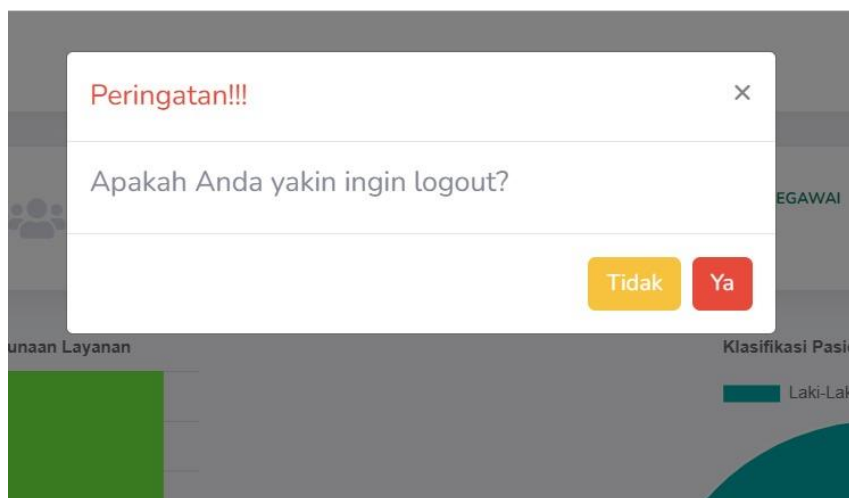 Peringatan!!!
×
Apakah Anda yakin ingin logout?
EGAWAI
Tidak
Ya
unaan Layanan
Klasifikasi Pasi
Laki-Lak